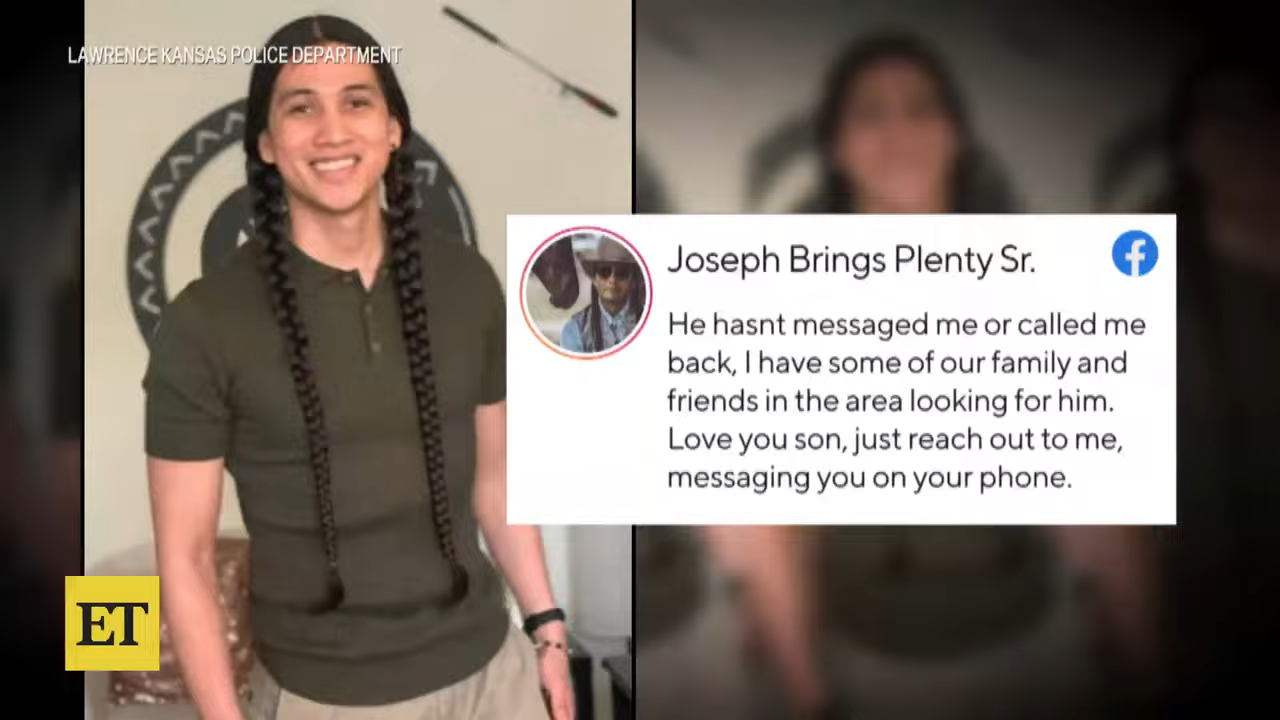 LAWRENCE KANSAS POLICE DEPARTMENT
Joseph Brings Plenty Sr.
He hasnt messaged me or called me
back, I have some of our family and
friends in the area looking for him.
Love you son, just reach out to me,
messaging you on your phone.
ET